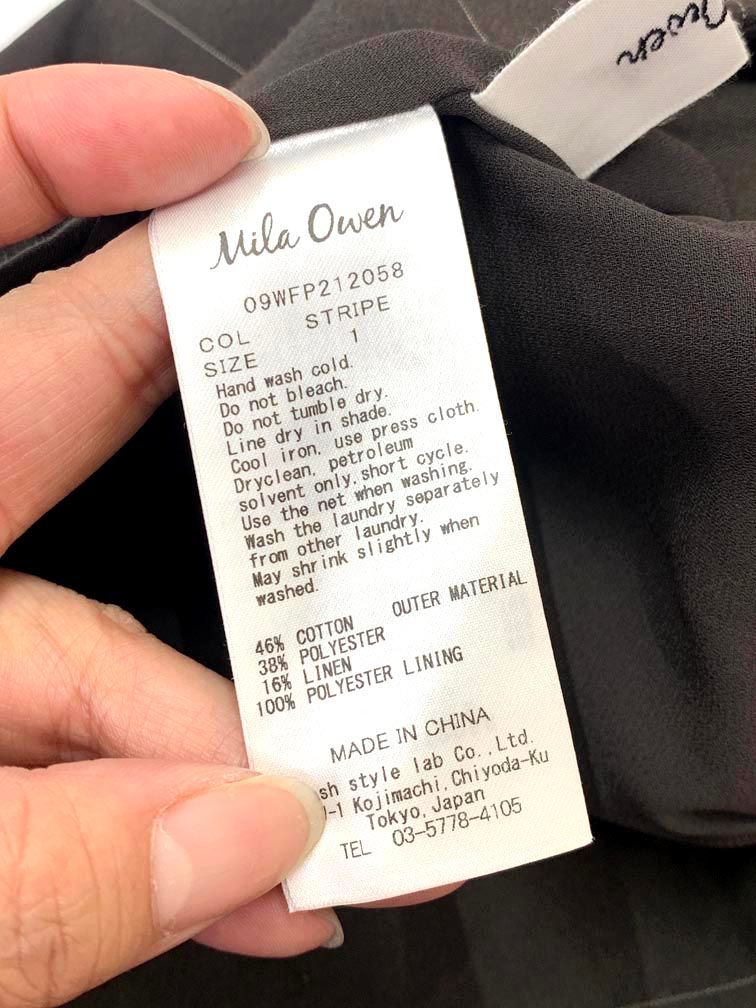 Owen
Mila Owen
09WFP212058
COL STRIPE
SIZE 1
Hand wash cold.
Do not bleach.
Do not tumble dry.
Line dry in shade.
Cool iron, use press cloth.
Dryclean, petroleum
solvent only,short cycle.
Use the net when washing.
Wash the laundry separately
from other laundry.
May shrink slightly when
washed.
OUTER MATERIAL
46% COTTON
38% POLYESTER
16% LINEN
100% POLYESTER LINING
MADE IN CHINA
style lab Co.,Ltd.
Kojimachi,Chiyoda-Ku
Tokyo,Japan
TEL 03-5778-4105